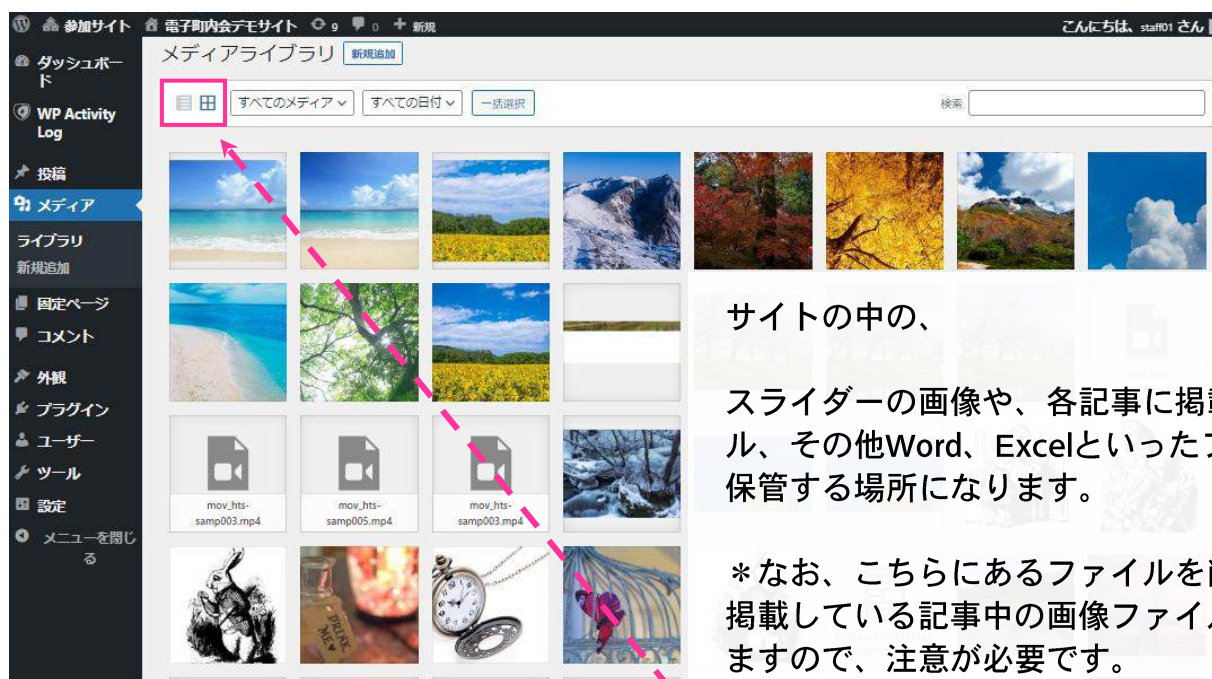 参加サイト 電子町内会デモサイト 9 0 + 新規 こんにちは、staff01 さん
メディアライブラリ 新規追加
すべてのメディア すべての日付 一括選択 検索
ダッシュボー
ド
WP Activity
Log
投稿
メディア
ライブラリ
新規追加
固定ページ
コメント
外観
プラグイン
ユーザー
ツール
設定
メニューを閉じ
る
mov_hts-
samp003.mp4
mov_hts-
samp005.mp4
mov_hts-
samp003.mp4
DRINK
ME
サイトの中の、
スライダーの画像や、各記事に掲
ル、その他Word、Excelといった
保管する場所になります。
＊なお、こちらにあるファイルを
掲載している記事中の画像ファイ
ますので、注意が必要です。